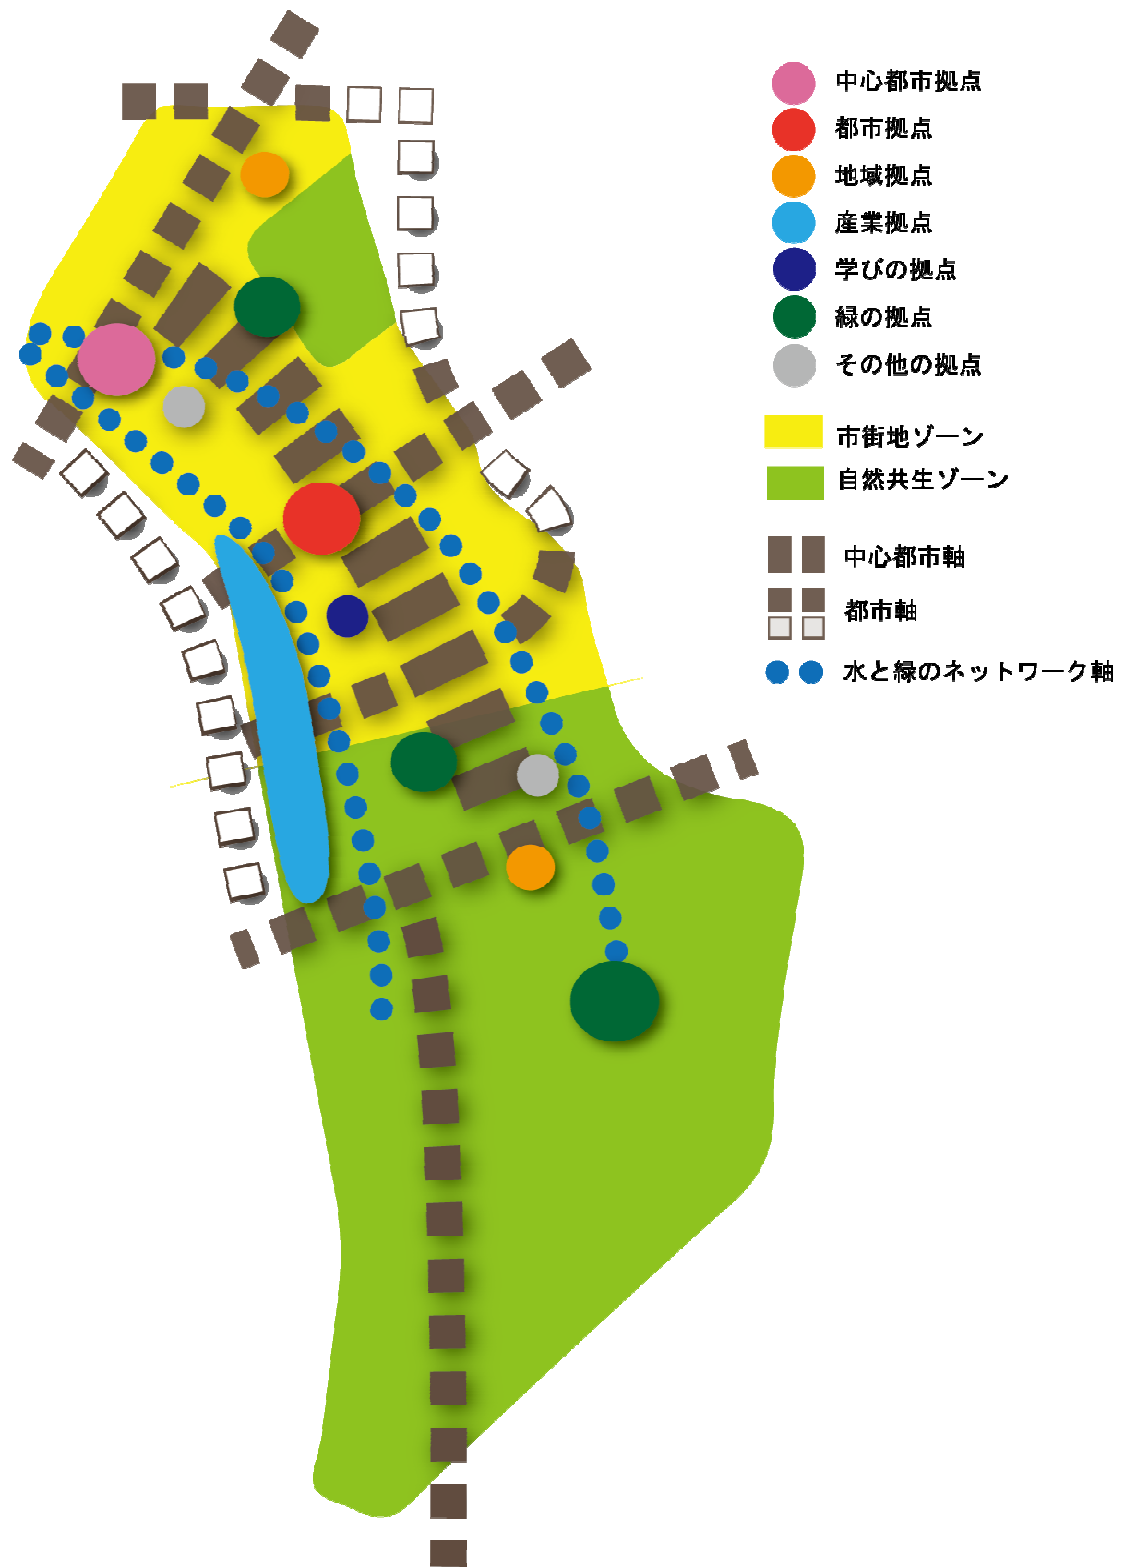 中心都市拠点
都市拠点
地域拠点
産業拠点
学びの拠点
緑の拠点
その他の拠点
市街地ゾーン
自然共生ゾーン
中心都市軸
都市軸
水と緑のネットワーク軸